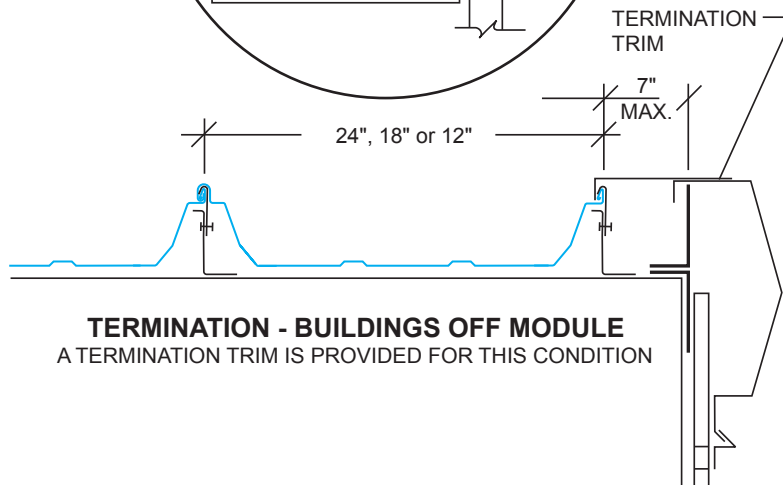 TERMINATION
TRIM
7"
MAX.
24", 18" or 12"
TERMINATION - BUILDINGS OFF MODULE
A TERMINATION TRIM IS PROVIDED FOR THIS CONDITION